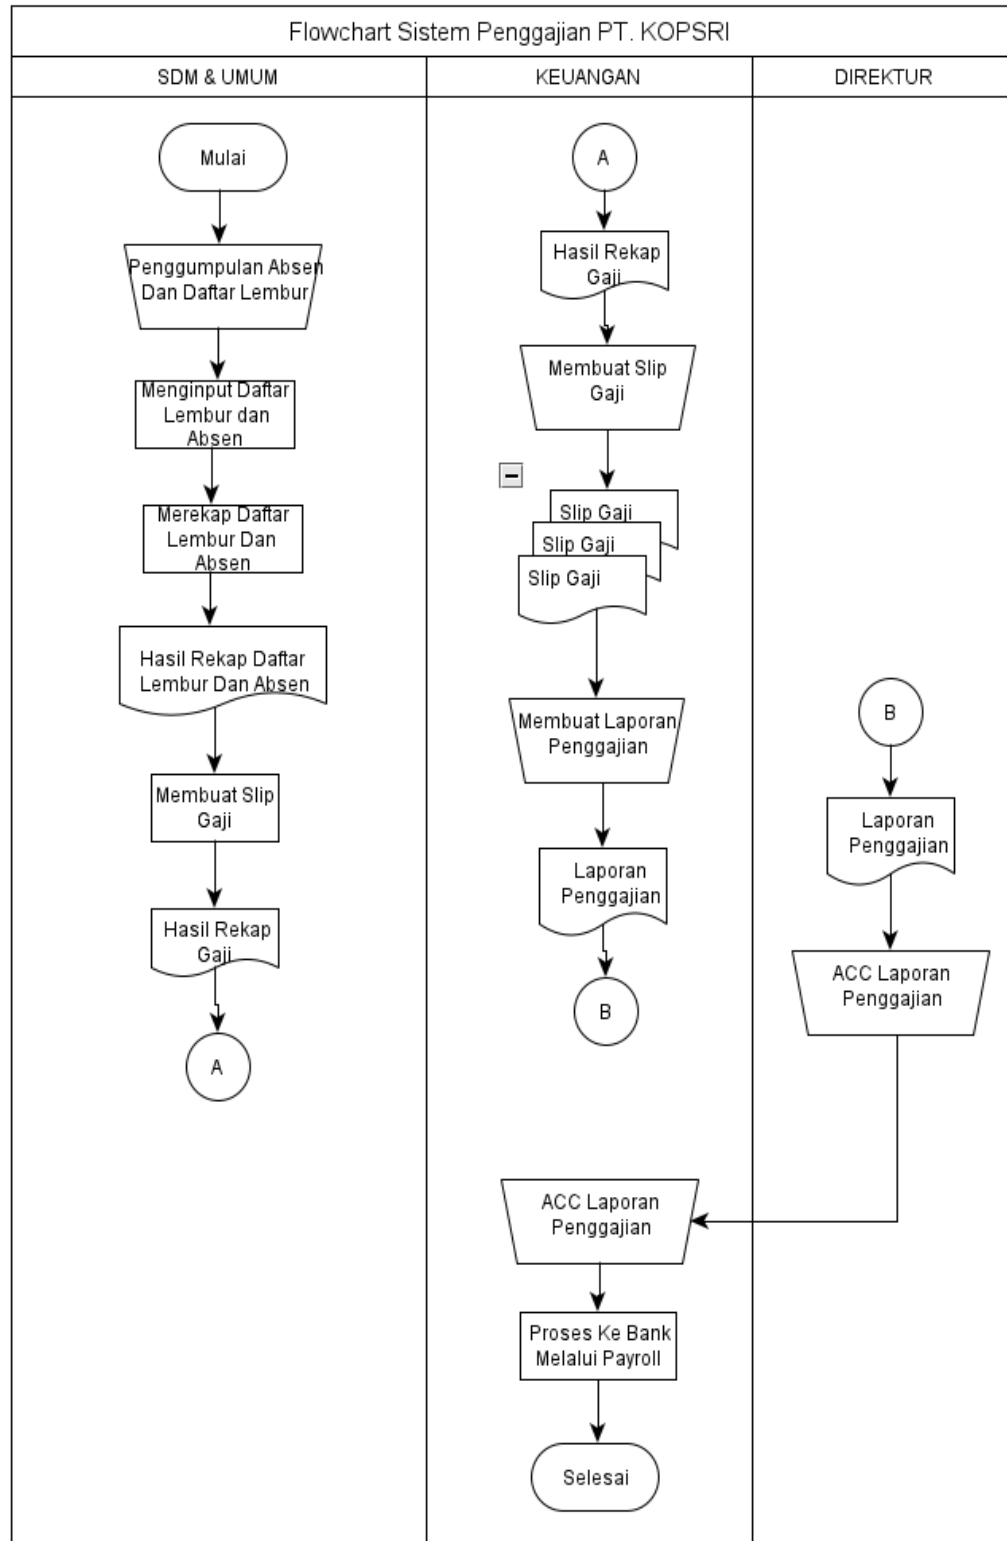 Flowchart Sistem Penggajian PT. KOPSRI
SDM & UMUM
KEUANGAN
DIREKTUR
Mulai
Penggumpulan Absen
Dan Daftar Lembur
Menginput Daftar
Lembur dan
Absen
Merekap Daftar
Lembur Dan
Absen
Hasil Rekap Daftar
Lembur Dan Absen
Membuat Slip
Gaji
Hasil Rekap
Gaji
A
A
Hasil Rekap
Gaji
Membuat Slip
Gaji
Slip Gaji
Slip Gaji
Slip Gaji
Membuat Laporan
Penggajian
Laporan
Penggajian
B
B
Laporan
Penggajian
ACC Laporan
Penggajian
ACC Laporan
Penggajian
Proses Ke Bank
Melalui Payroll
Selesai